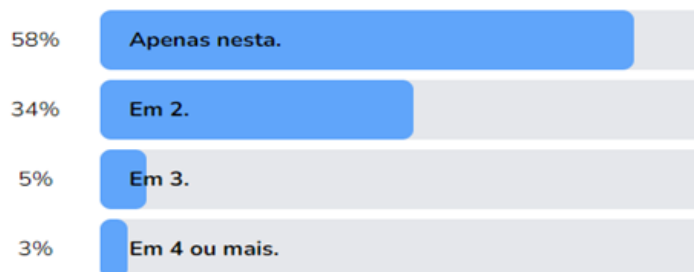 58% Apenas nesta.
34% Em 2.
5% Em 3.
3% Em 4 ou mais.